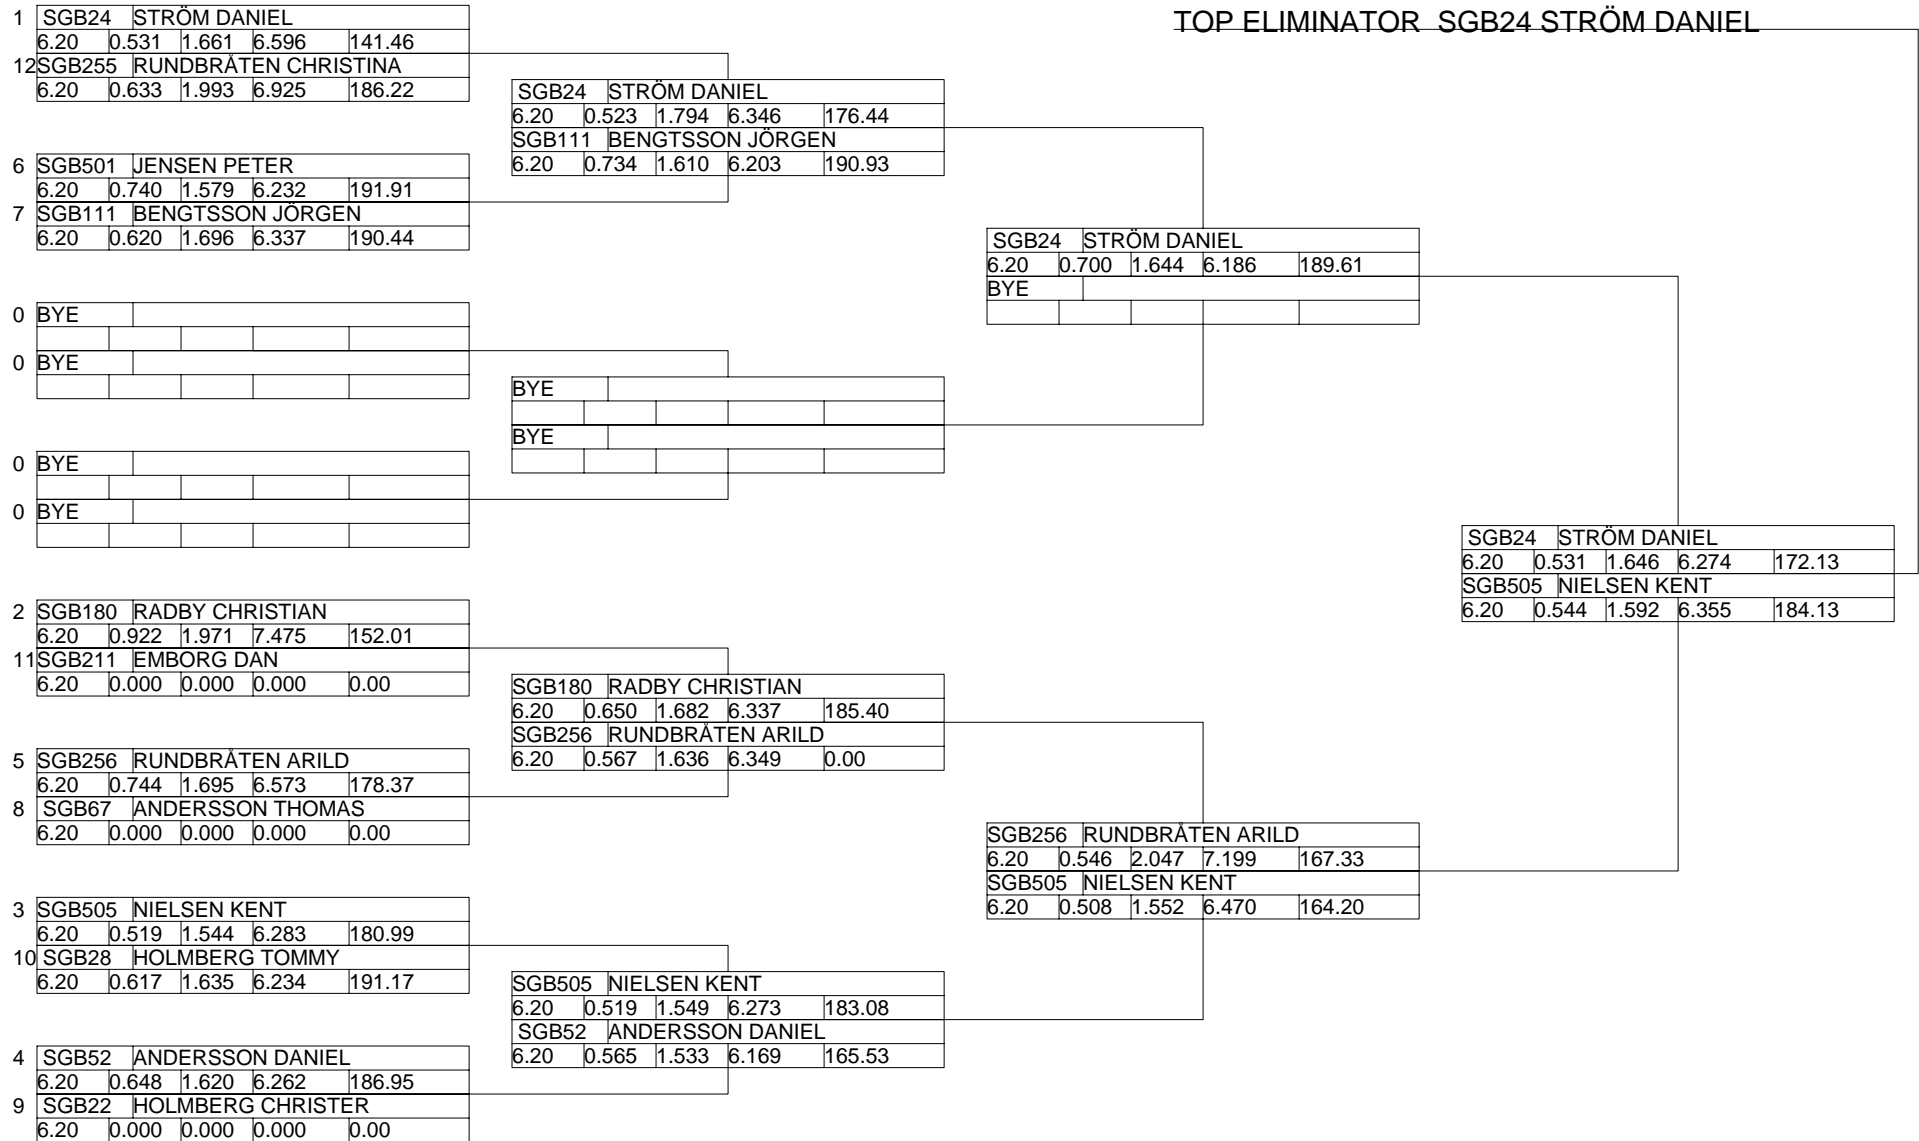 1 SGB24 STRÖM DANIEL
6.20 0.531 1.661 6.596 141.46
12 SGB255 RUNDBRÅTEN CHRISTINA
6.20 0.633 1.993 6.925 186.22
6 SGB501 JENSEN PETER
6.20 0.740 1.579 6.232 191.91
7 SGB111 BENGTSSON JÖRGEN
6.20 0.620 1.696 6.337 190.44
0 BYE
0 BYE
0 BYE
0 BYE
2 SGB180 RADBY CHRISTIAN
6.20 0.922 1.971 7.475 152.01
11 SGB211 EMBORG DAN
6.20 0.000 0.000 0.000 0.00
5 SGB256 RUNDBRÅTEN ARILD
6.20 0.744 1.695 6.573 178.37
8 SGB67 ANDERSSON THOMAS
6.20 0.000 0.000 0.000 0.00
3 SGB505 NIELSEN KENT
6.20 0.519 1.544 6.283 180.99
10 SGB28 HOLMBERG TOMMY
6.20 0.617 1.635 6.234 191.17
4 SGB52 ANDERSSON DANIEL
6.20 0.648 1.620 6.262 186.95
9 SGB22 HOLMBERG CHRISTER
6.20 0.000 0.000 0.000 0.00
SGB24 STRÖM DANIEL
6.20 0.523 1.794 6.346 176.44
SGB111 BENGTSSON JÖRGEN
6.20 0.734 1.610 6.203 190.93
BYE
BYE
SGB180 RADBY CHRISTIAN
6.20 0.650 1.682 6.337 185.40
SGB256 RUNDBRÅTEN ARILD
6.20 0.567 1.636 6.349 0.00
SGB505 NIELSEN KENT
6.20 0.519 1.549 6.273 183.08
SGB52 ANDERSSON DANIEL
6.20 0.565 1.533 6.169 165.53
SGB24 STRÖM DANIEL
6.20 0.700 1.644 6.186 189.61
BYE
SGB256 RUNDBRÅTEN ARILD
6.20 0.546 2.047 7.199 167.33
SGB505 NIELSEN KENT
6.20 0.508 1.552 6.470 164.20
TOP ELIMINATOR SGB24 STRÖM DANIEL
SGB24 STRÖM DANIEL
6.20 0.531 1.646 6.274 172.13
SGB505 NIELSEN KENT
6.20 0.544 1.592 6.355 184.13